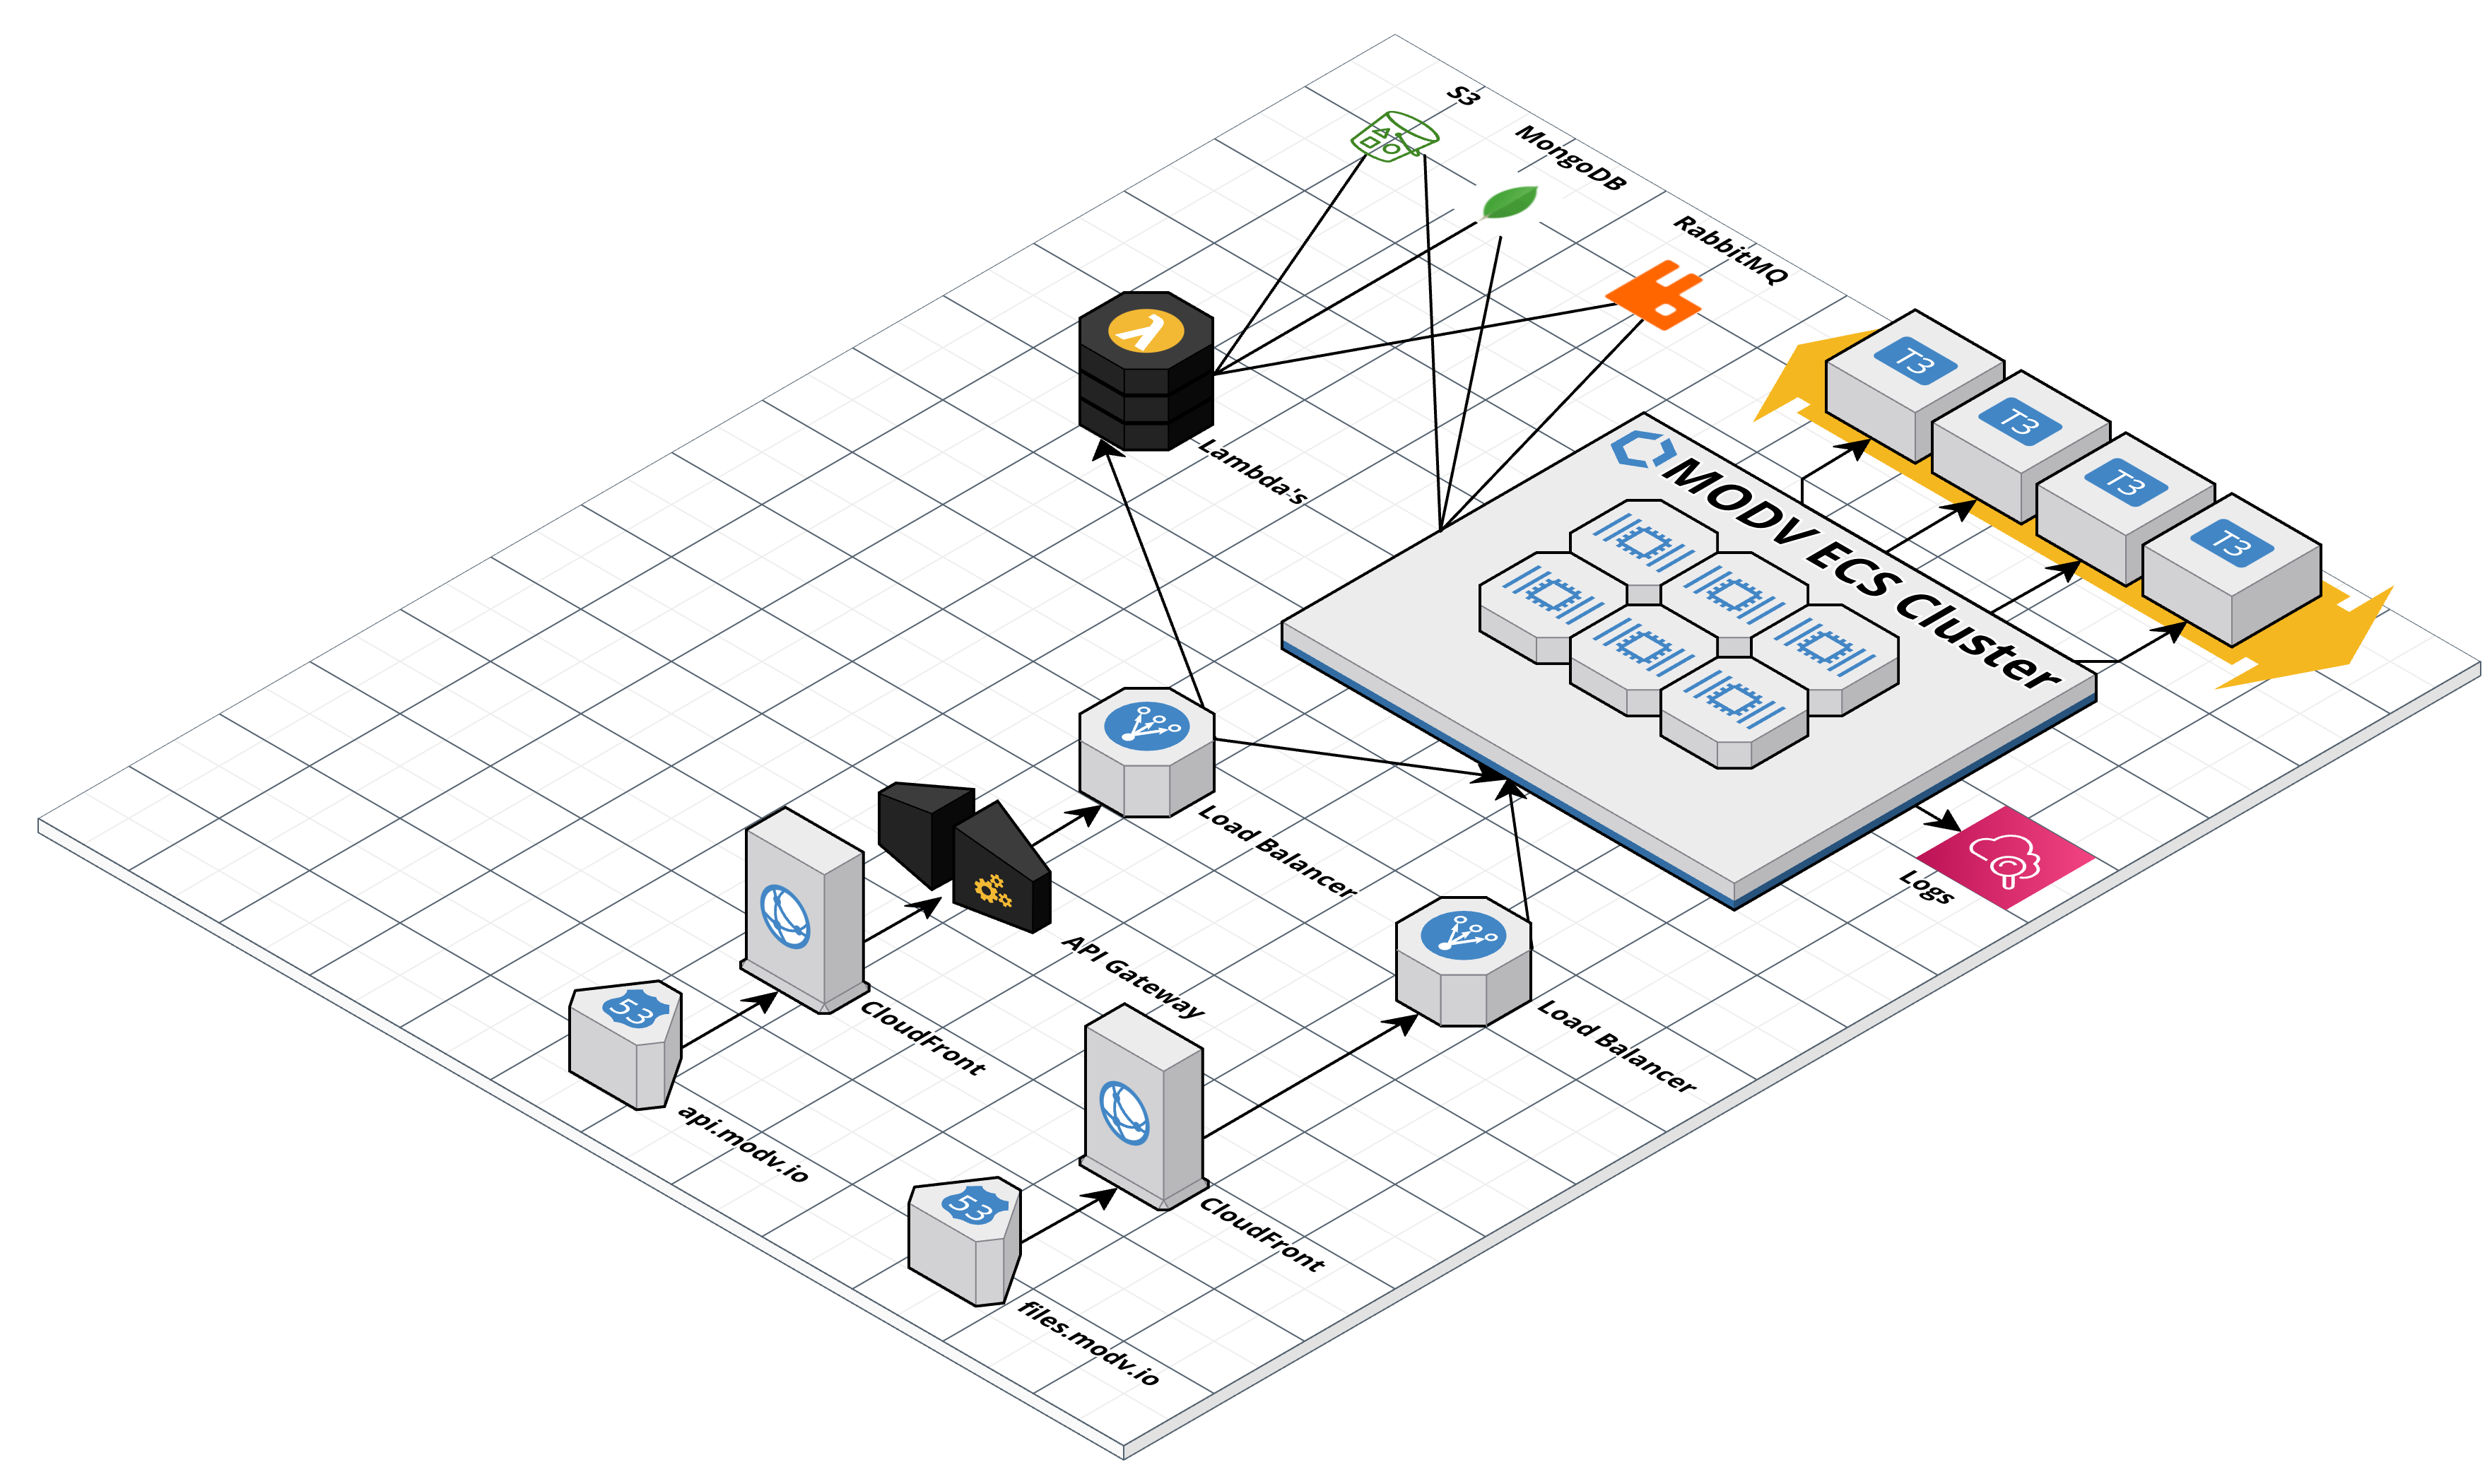 S3
MongoDB
RabbitMQ
T3
T3
T3
T3
Lambda's
MODV ECS Cluster
Load Balancer
Logs
API Gateway
CloudFront
Load Balancer
53
api.modv.io
CloudFront
53
files.modv.io